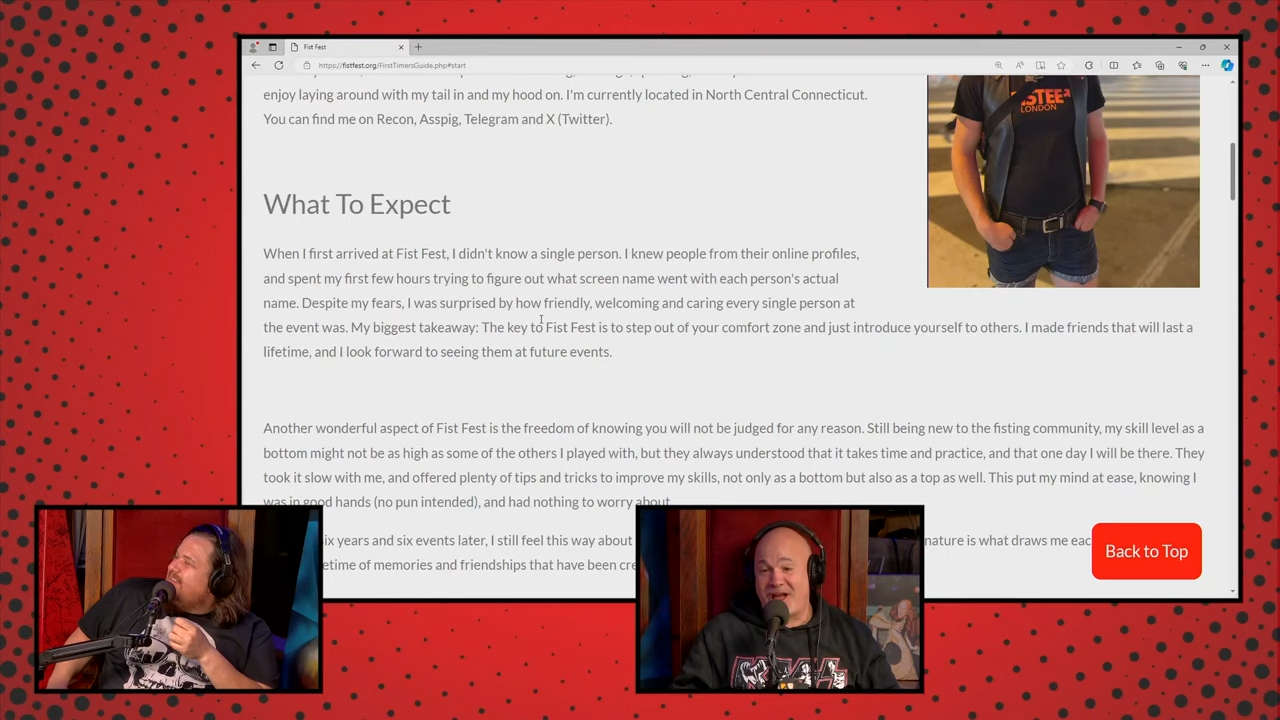 Fist Fest
https://fistfest.org/FirstTimersGuide.php#start
enjoy laying around with my tail in and my hood on. I'm currently located in North Central Connecticut.
You can find me on Recon, Asspig, Telegram and X (Twitter).
LONDON
What To Expect
When I first arrived at Fist Fest, I didn't know a single person. I knew people from their online profiles,
and spent my first few hours trying to figure out what screen name went with each person's actual
name. Despite my fears, I was surprised by how friendly, welcoming and caring every single person at
the event was. My biggest takeaway: The key to Fist Fest is to step out of your comfort zone and just introduce yourself to others. I made friends that will last a
lifetime, and I look forward to seeing them at future events.
Another wonderful aspect of Fist Fest is the freedom of knowing you will not be judged for any reason. Still being new to the fisting community, my skill level as a
bottom might not be as high as some of the others I played with, but they always understood that it takes time and practice, and that one day I will be there. They
took it slow with me, and offered plenty of tips and tricks to improve my skills, not only as a bottom but also as a top as well. This put my mind at ease, knowing I
was in good hands (no pun intended), and had nothing to worry about
six years and six events later, I still feel this way about nature is what draws me eac
etime of memories and friendships that have been cre
Back to Top